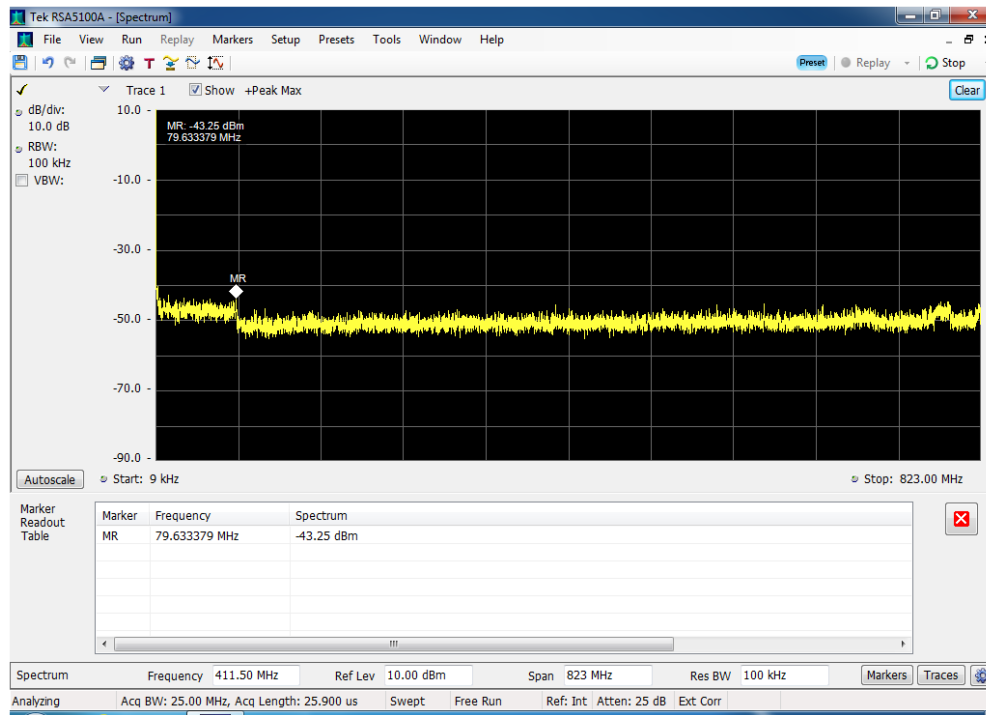 Tek RSA5100A - [Spectrum]
File View Run Replay Markers Setup Presets Tools Window Help
T Preset Replay Stop
Trace 1 Show +Peak Max Clear
dB/div:
10.0 dB
RBW:
100 kHz
VBW:
10.0 -
-10.0 -
-30.0 -
-50.0 -
-70.0 -
-90.0 -
MR: -43.25 dBm
79.633379 MHz
MR
Autoscale Start: 9 kHz Stop: 823.00 MHz
Marker
Readout
Table
Marker Frequency Spectrum
MR 79.633379 MHz -43.25 dBm
Spectrum Frequency 411.50 MHz Ref Lev 10.00 dBm Span 823 MHz Res BW 100 kHz Markers Traces
Analyzing Acq BW: 25.00 MHz, Acq Length: 25.900 us Swept Free Run Ref: Int Atten: 25 dB Ext Corr